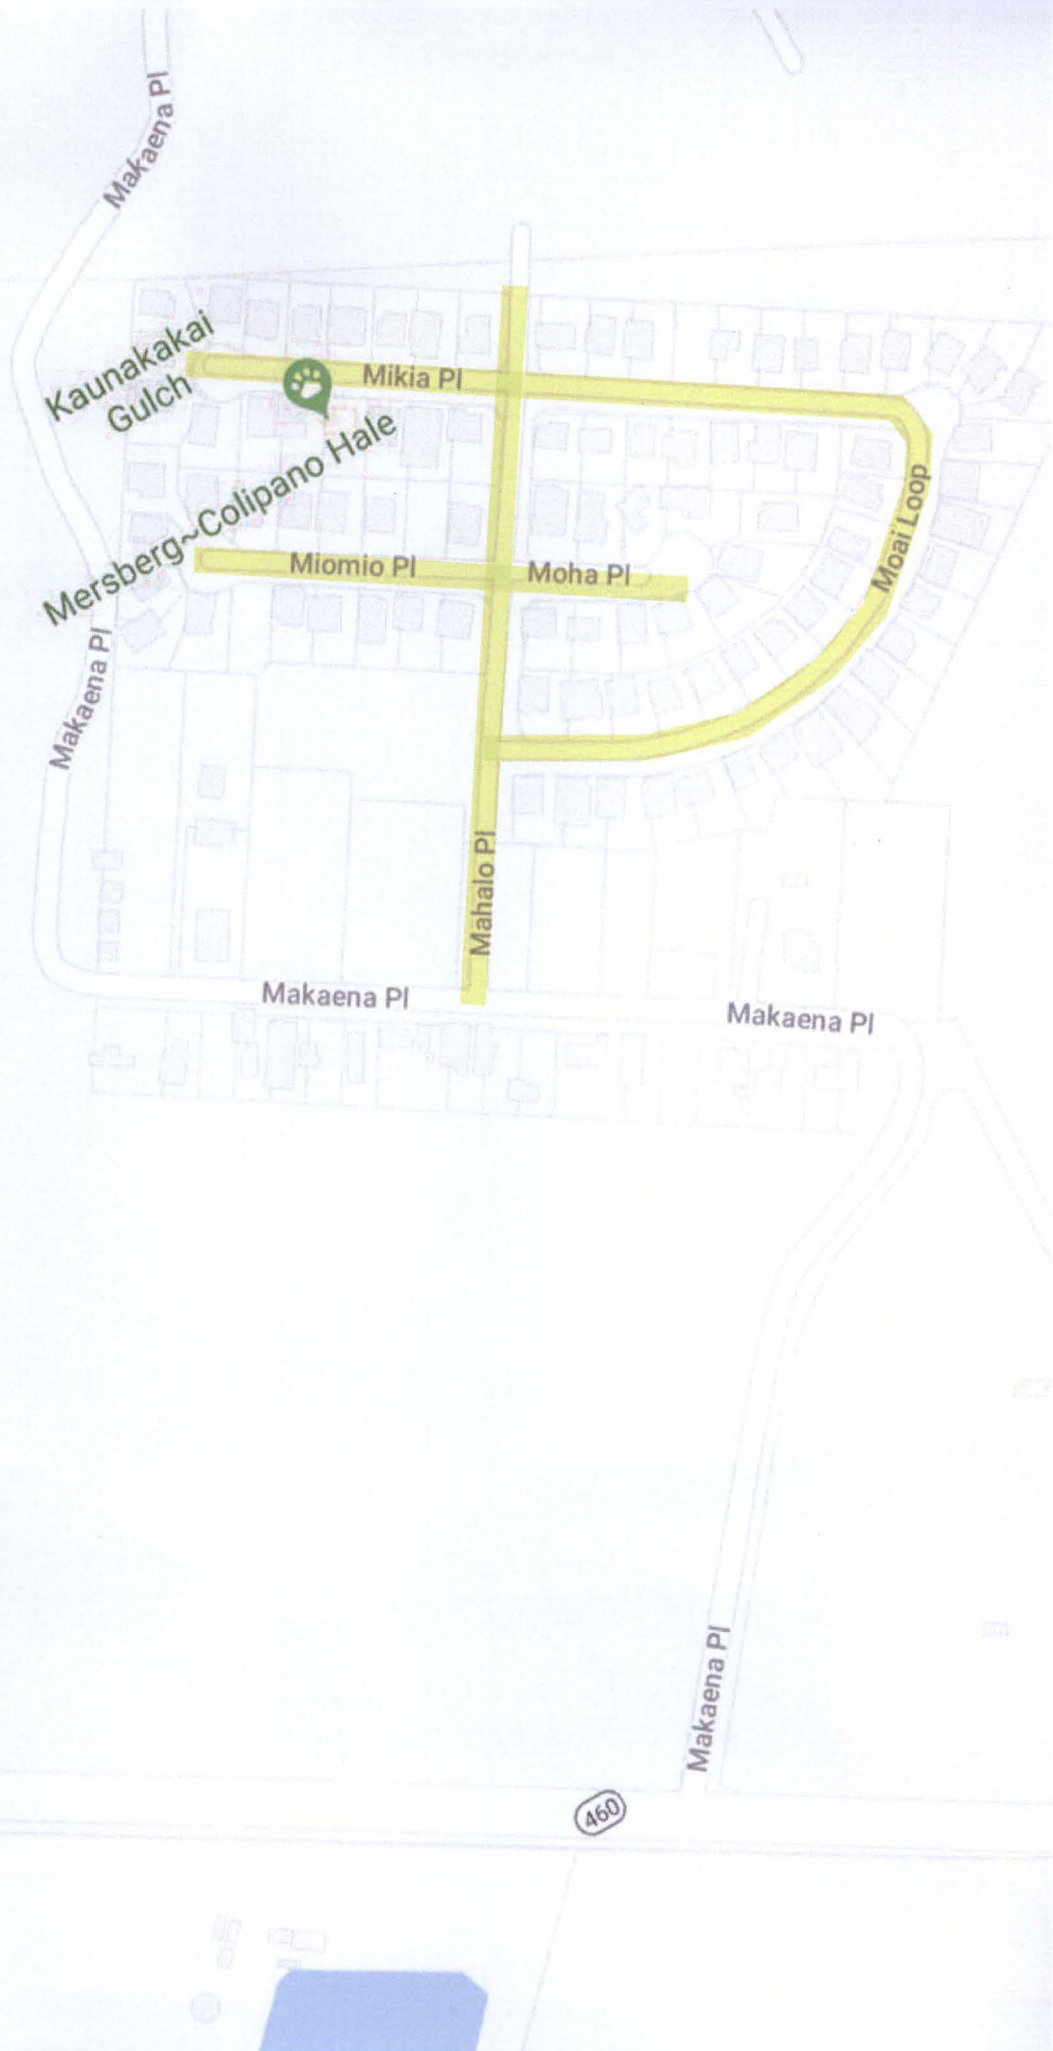 Makaena Pl
Kaunakakai
Gulch
Mikia Pl
Mersberg~Colipano Hale
Moai Loop
Miomio Pl
Moha Pl
Makaena Pl
Mahalo Pl
Makaena Pl
Makaena Pl
Makaena Pl
460